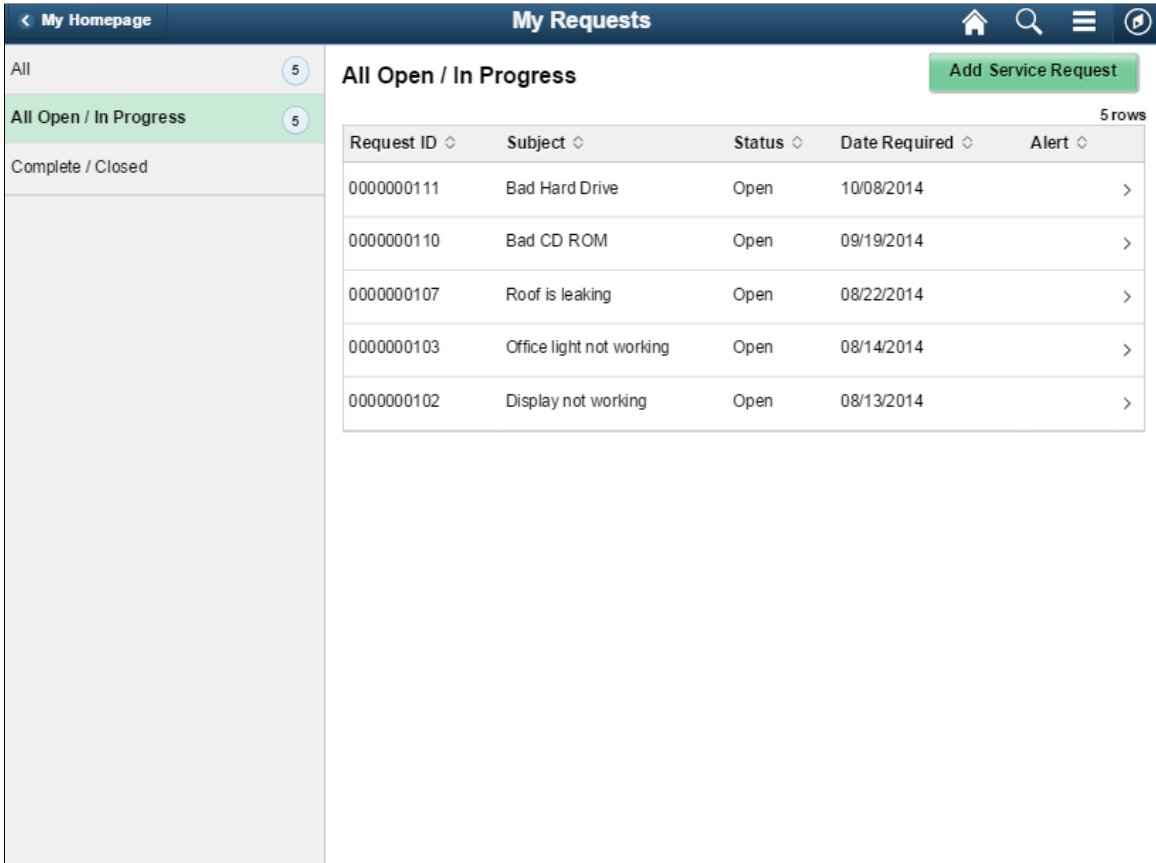 My Homepage My Requests
All 5
All Open / In Progress 5
Complete / Closed
All Open / In Progress Add Service Request
5 rows
Request ID Subject Status Date Required Alert
0000000111 Bad Hard Drive Open 10/08/2014
0000000110 Bad CD ROM Open 09/19/2014
0000000107 Roof is leaking Open 08/22/2014
0000000103 Office light not working Open 08/14/2014
0000000102 Display not working Open 08/13/2014